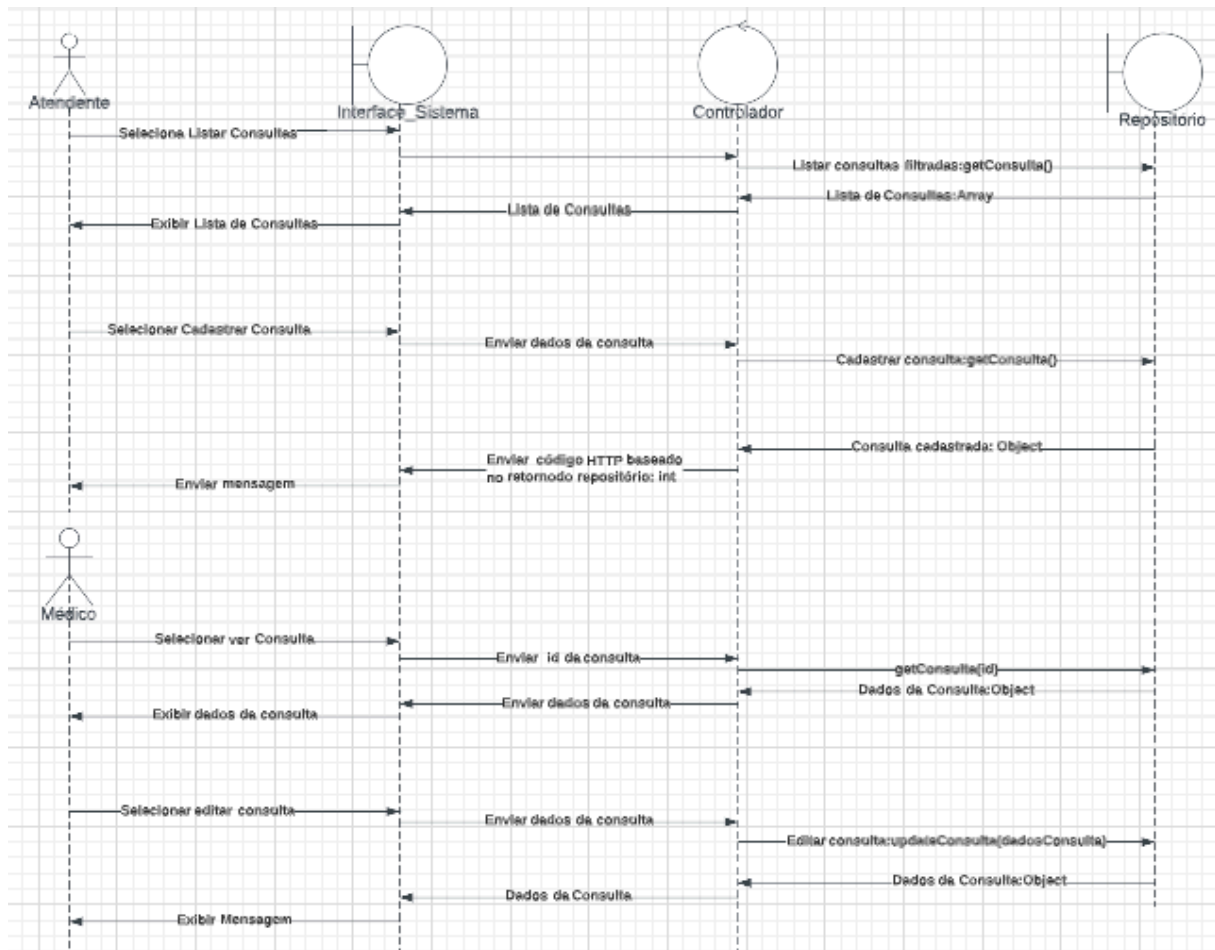 Atendente
Interface_Sistema
Controlador
Repositorio
Seleciona Listar Consultas
Listar consultas filtradas:getConsulta()
Lista de Consultas:Array
Lista de Consultas
Exibir Lista de Consultas
Selecionar Cadastrar Consulta
Enviar dados da consulta
Cadastrar consulta:getConsulta()
Consulta cadastrada: Object
Enviar código HTTP baseado
no retornodo repositório: int
Enviar mensagem
Médico
Selecionar ver Consulta
Enviar id da consulta
getConsulta(id)
Dados da Consulta:Object
Enviar dados da consulta
Exibir dados da consulta
Selecionar editar consulta
Enviar dados da consulta
Editar consulta:updateConsulta(dadosConsulta)
Dados da Consulta:Object
Dados da Consulta
Exibir Mensagem